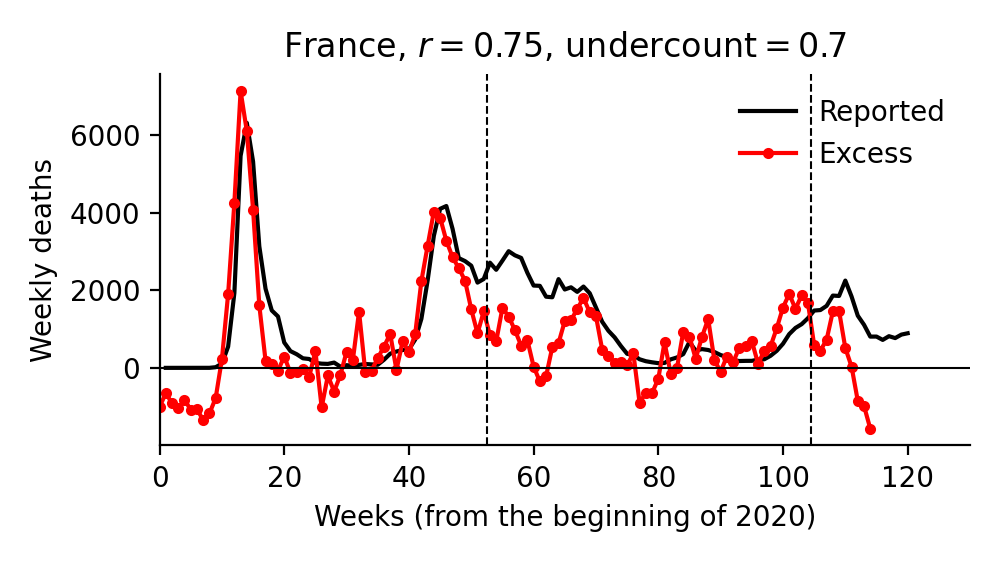 France, r = 0.75, undercount = 0.7
Reported
Excess
Weekly deaths
6000
4000
2000
0
0 20 40 60 80 100 120
Weeks (from the beginning of 2020)